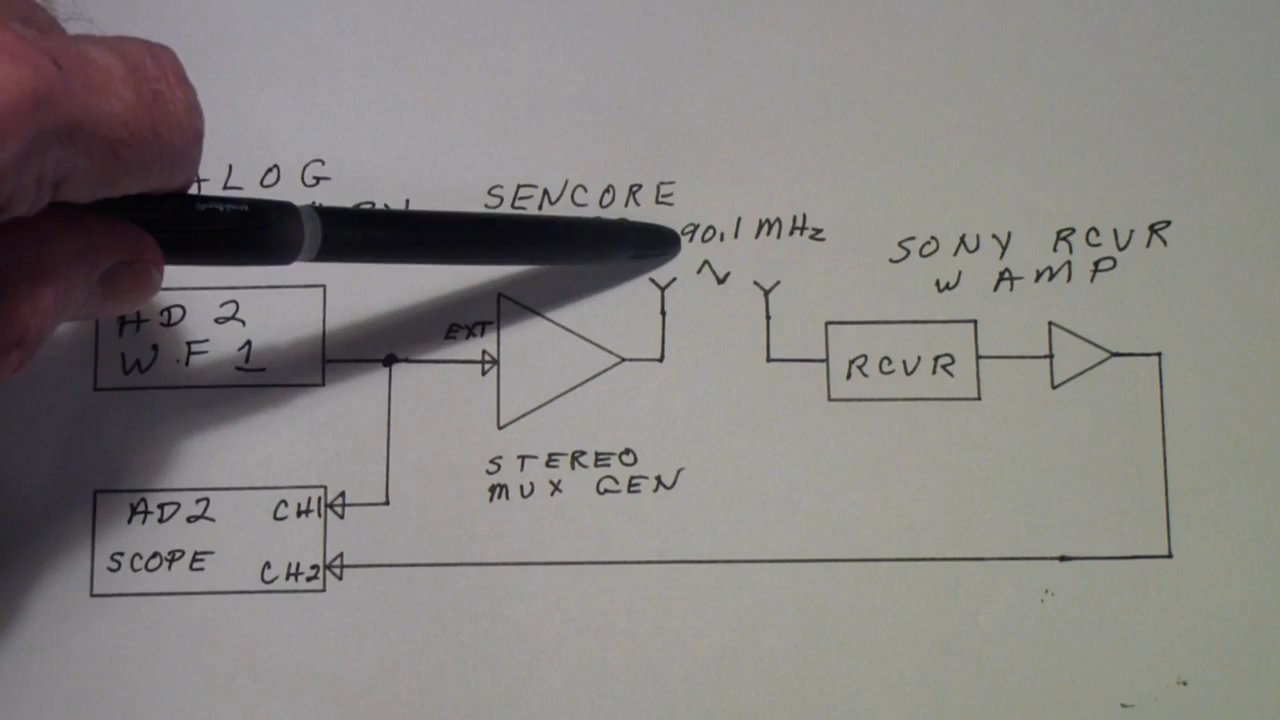 SENCORE
90.1 MHz
SONY RCVR
W AMP
AD 2
W.F 1
EXT
RCVR
STEREO
MUX GEN
AD2 CH1
SCOPE
CH2